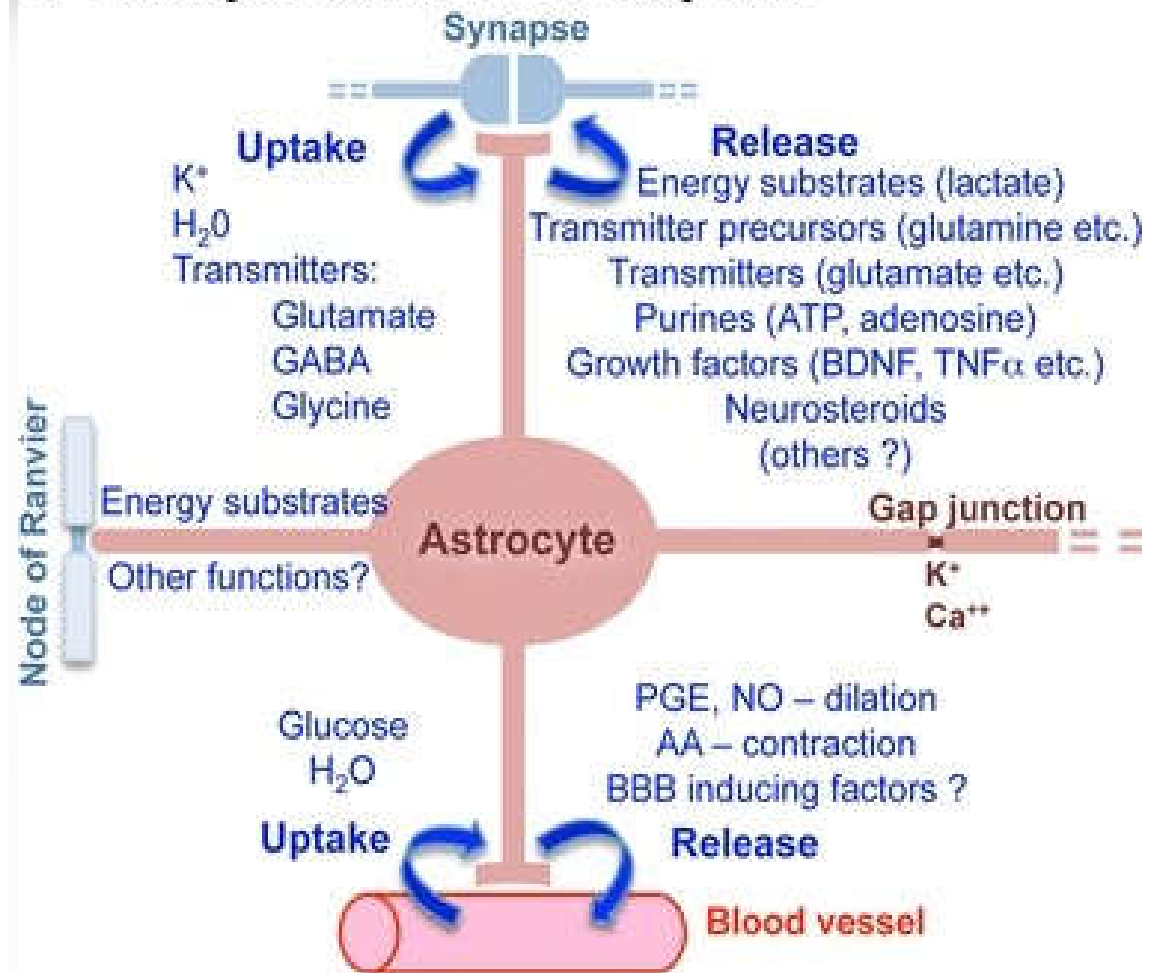 Synapse
Uptake
K⁺
H₂0
Transmitters:
Glutamate
GABA
Glycine
Release
Energy substrates (lactate)
Transmitter precursors (glutamine etc.)
Transmitters (glutamate etc.)
Purines (ATP, adenosine)
Growth factors (BDNF, TNFα etc.)
Neurosteroids
(others ?)
Node of Ranvier
Energy substrates
Other functions?
Astrocyte
Gap junction
K⁺
Ca⁺⁺
Glucose
H₂O
Uptake
PGE, NO – dilation
AA – contraction
BBB inducing factors ?
Release
Blood vessel